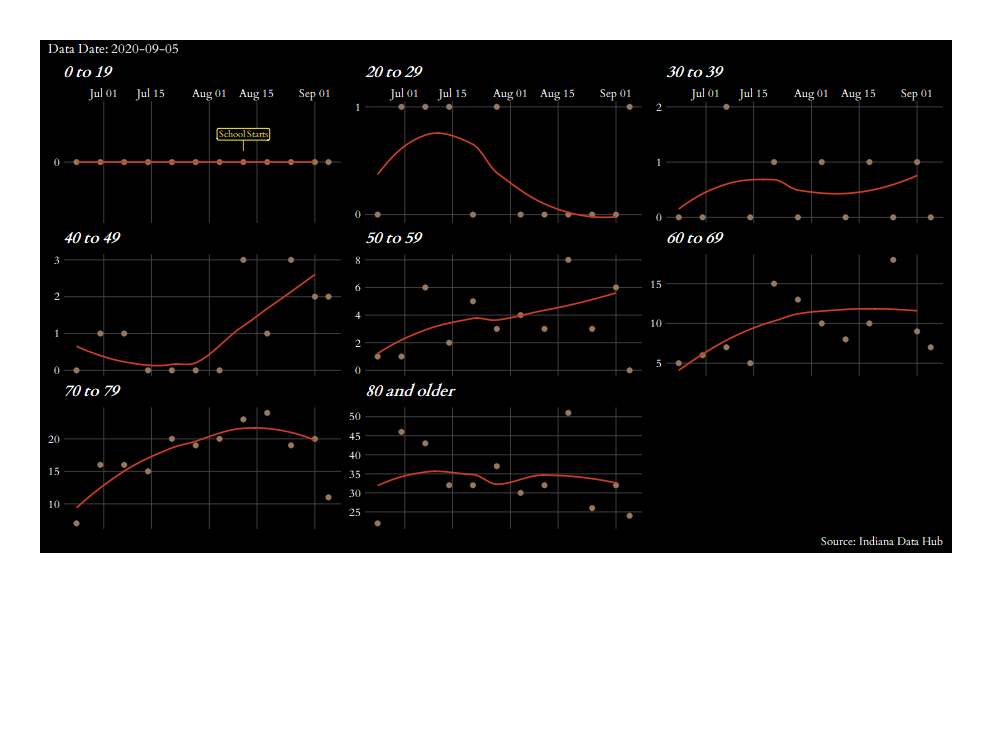 Data Date: 2020-09-05
0 to 19 20 to 29 30 to 39
Jul 01 Jul 15 Aug 01 Aug 15 Sep 01 Jul 01 Jul 15 Aug 01 Aug 15 Sep 01 Jul 01 Jul 15 Aug 01 Aug 15 Sep 01
1 2
School Starts
0 1
0 0
40 to 49 50 to 59 60 to 69
3 8
15
2 6
4 10
1
2
5
0 0
70 to 79 80 and older
50
20 45
40
15 35
30
10 25
Source: Indiana Data Hub